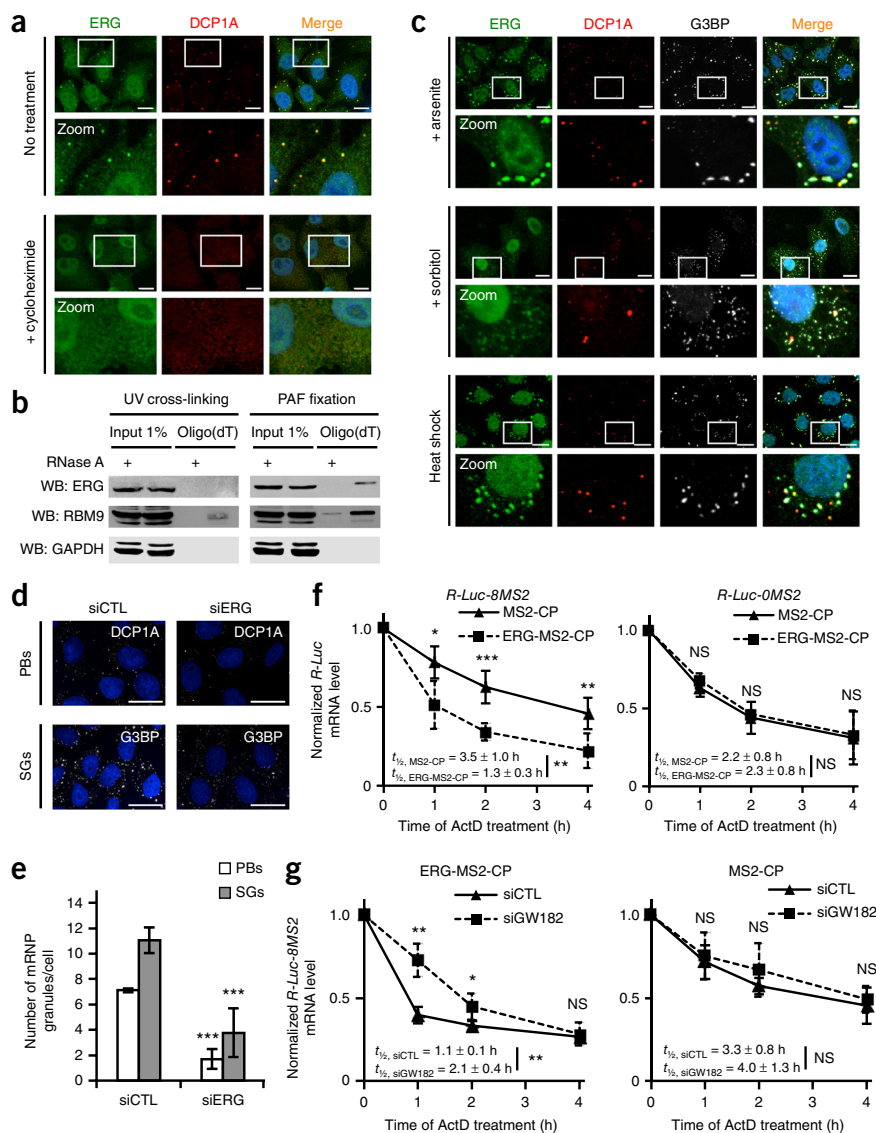 a
ERG DCP1A Merge
No treatment
Zoom
+ cycloheximide
Zoom
b
UV cross-linking PAF fixation
Input 1% Oligo(dT) Input 1% Oligo(dT)
RNase A + + + +
WB: ERG
WB: RBM9
WB: GAPDH
c
ERG DCP1A G3BP Merge
+ arsenite
Zoom
+ sorbitol
Zoom
Heat shock
Zoom
d
siCTL siERG
PBs
DCP1A DCP1A
SGs
G3BP G3BP
e
PBs
SGs
Number of mRNP
granules/cell
14
12
10
8
6
4
2
0
*** ***
siCTL siERG
f
R-Luc-8MS2
MS2-CP
ERG-MS2-CP
Normalized R-Luc
mRNA level
1.0
0.5
0
* *** **
t½, MS2-CP = 3.5 ± 1.0 h
t½, ERG-MS2-CP = 1.3 ± 0.3 h
**
0 1 2 3 4
Time of ActD treatment (h)
R-Luc-0MS2
MS2-CP
ERG-MS2-CP
1.0
0.5
0
NS NS NS
t½, MS2-CP = 2.2 ± 0.8 h
t½, ERG-MS2-CP = 2.3 ± 0.8 h
NS
0 1 2 3 4
Time of ActD treatment (h)
g
ERG-MS2-CP
siCTL
siGW182
Normalized R-Luc-8MS2
mRNA level
1.0
0.5
0
** * NS
t½, siCTL = 1.1 ± 0.1 h
t½, siGW182 = 2.1 ± 0.4 h
**
0 1 2 3 4
Time of ActD treatment (h)
MS2-CP
siCTL
siGW182
1.0
0.5
0
NS NS NS
t½, siCTL = 3.3 ± 0.8 h
t½, siGW182 = 4.0 ± 1.3 h
NS
0 1 2 3 4
Time of ActD treatment (h)